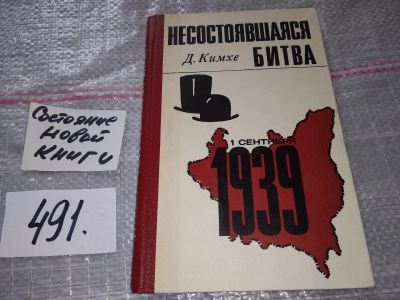 НЕСОСТОЯВШАЯСЯ
Д. Кимхе БИТВА
1 СЕНТЯБРЯ
1939
Состояние
новой
книги
491.